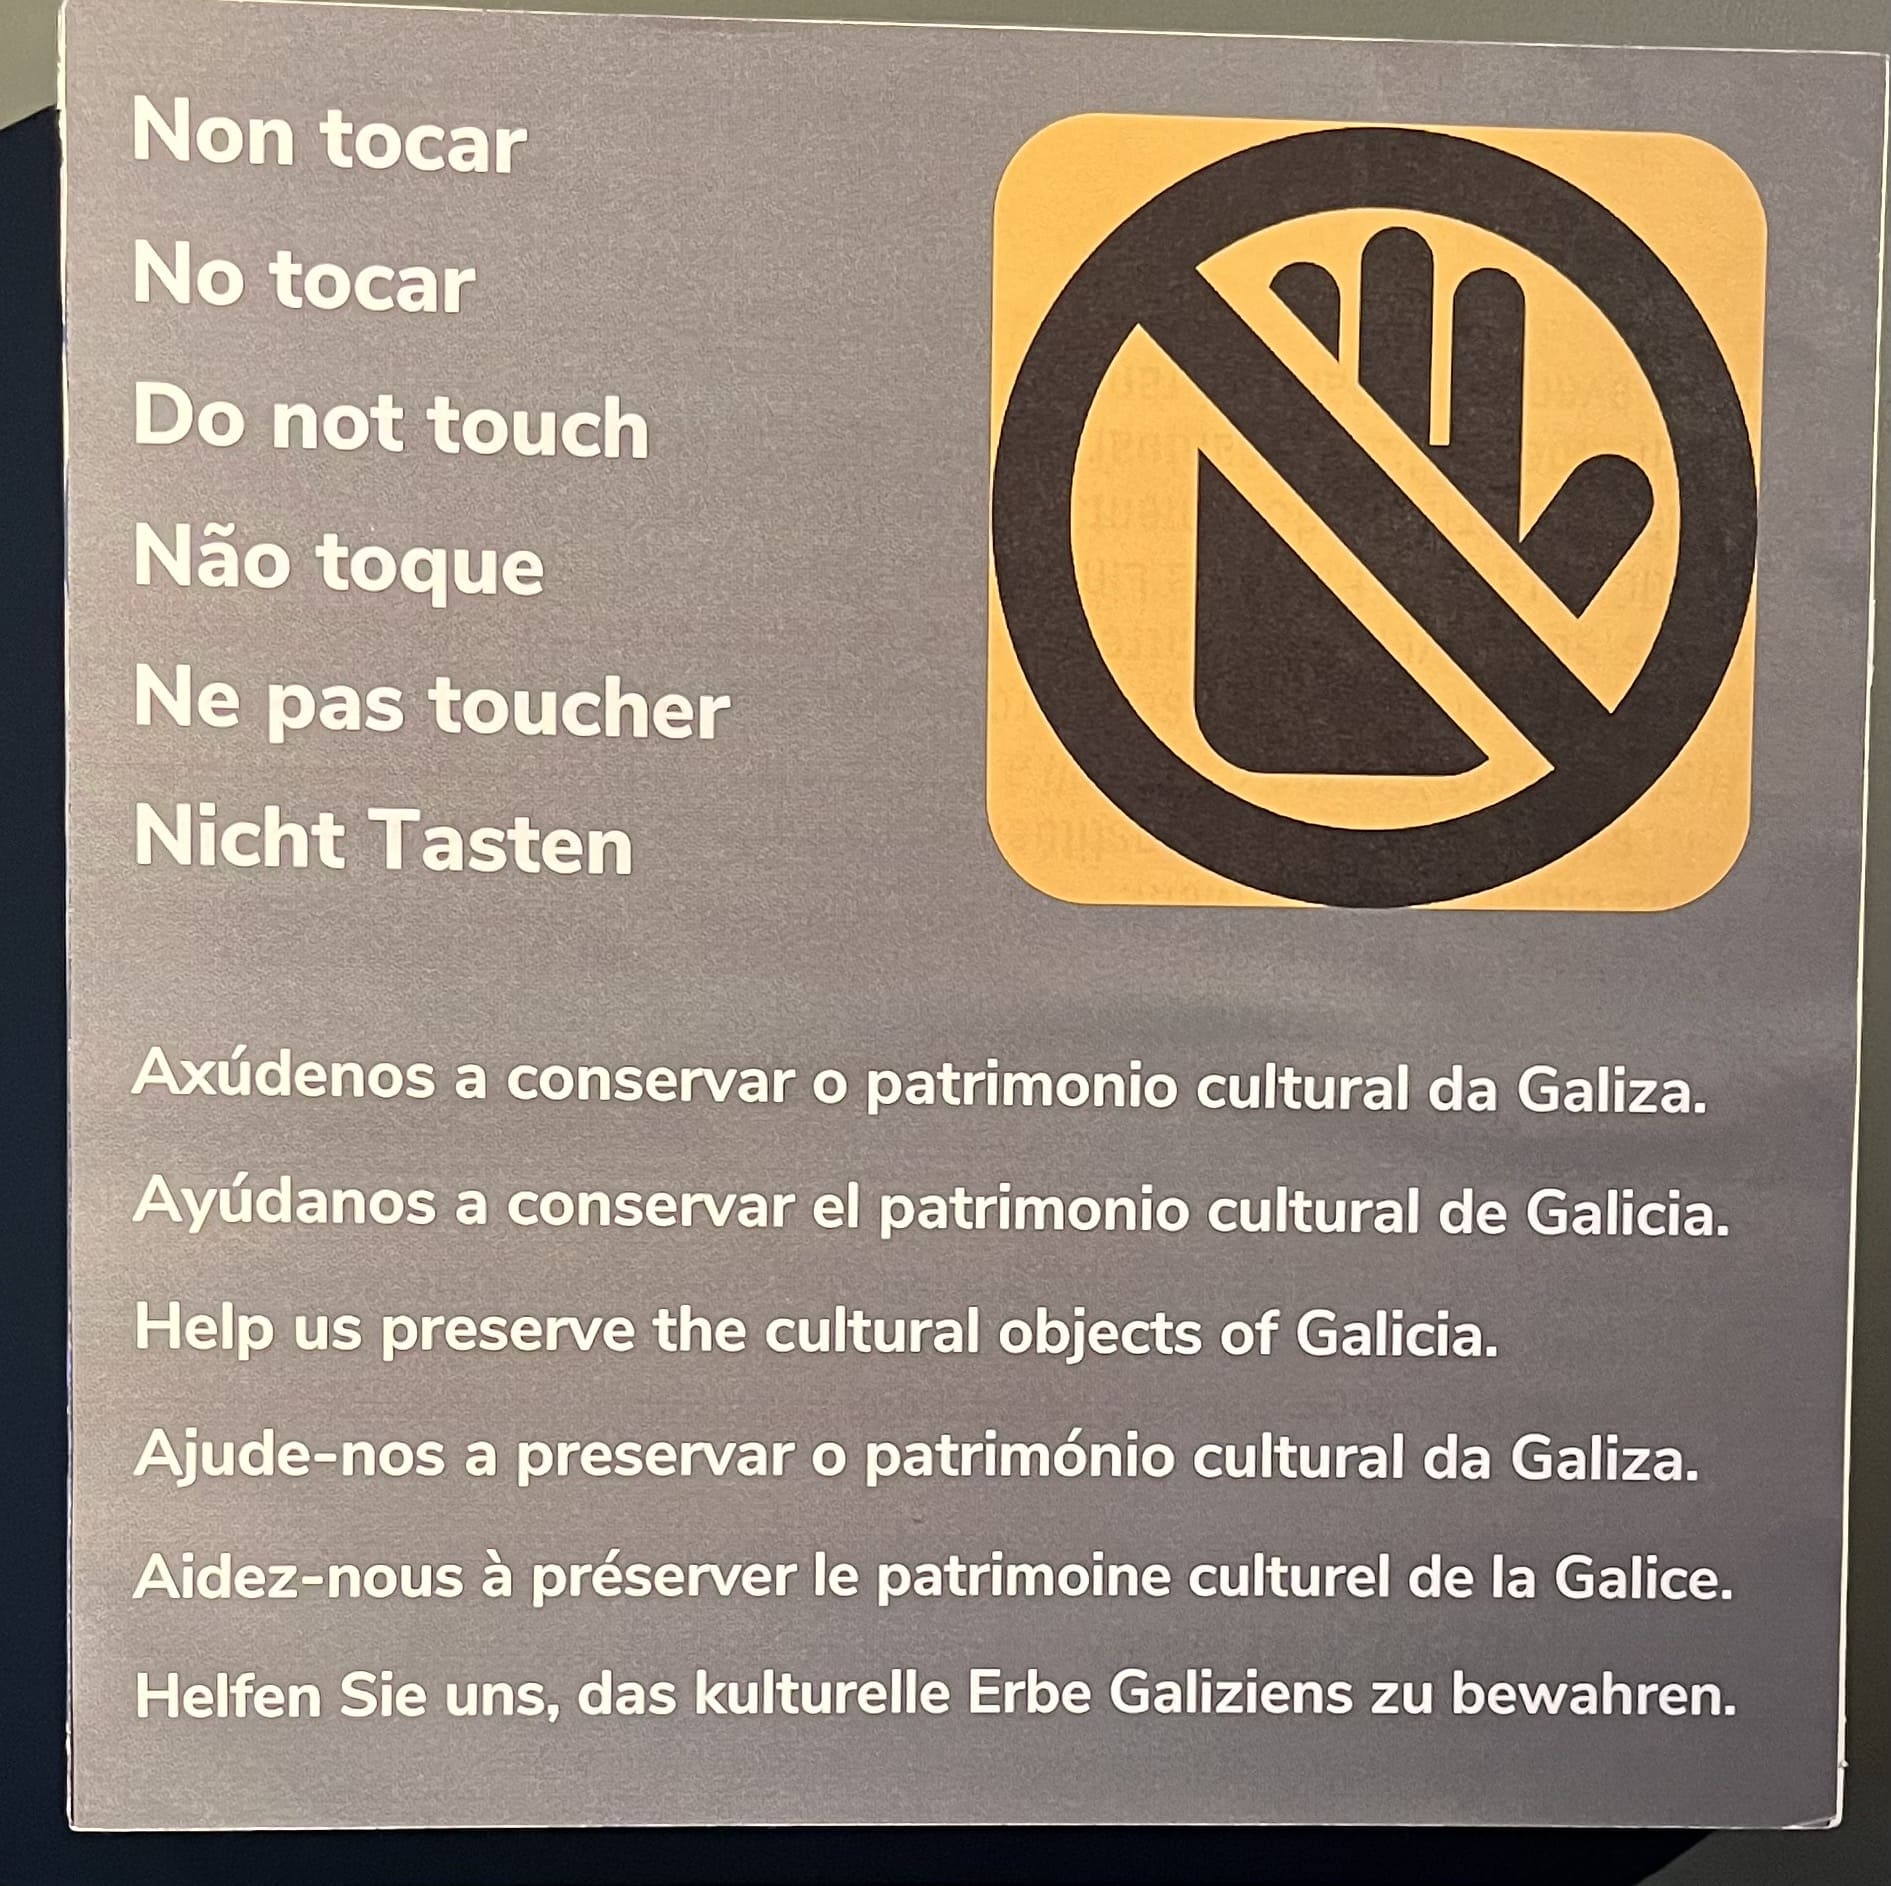 Non tocar
No tocar
Do not touch
Não toque
Ne pas toucher
Nicht Tasten
Axúdenos a conservar o patrimonio cultural da Galiza.
Ayúdanos a conservar el patrimonio cultural de Galicia.
Help us preserve the cultural objects of Galicia.
Ajude-nos a preservar o património cultural da Galiza.
Aidez-nous à préserver le patrimoine culturel de la Galice.
Helfen Sie uns, das kulturelle Erbe Galiziens zu bewahren.